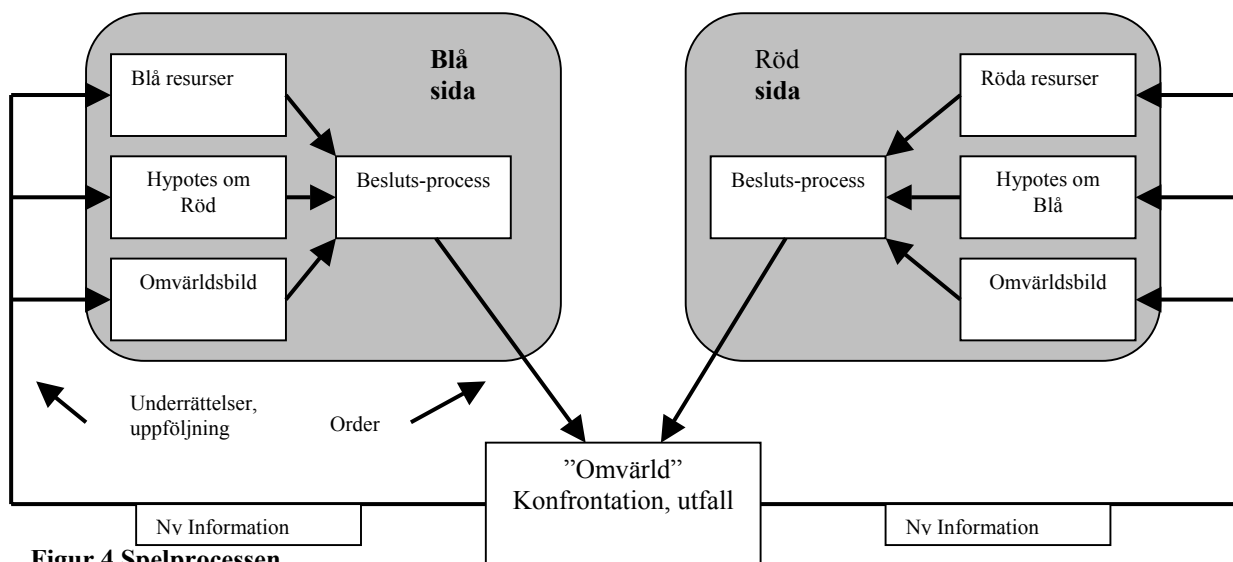 Blå
sida
Blå resurser
Hypotes om
Röd
Omvärldsbild
Besluts-process
Röd
sida
Röda resurser
Hypotes om
Blå
Omvärldsbild
Besluts-process
Underrättelser,
uppföljning
Order
”Omvärld”
Konfrontation, utfall
Ny Information
Ny Information
Figur 4 Spelprocessen